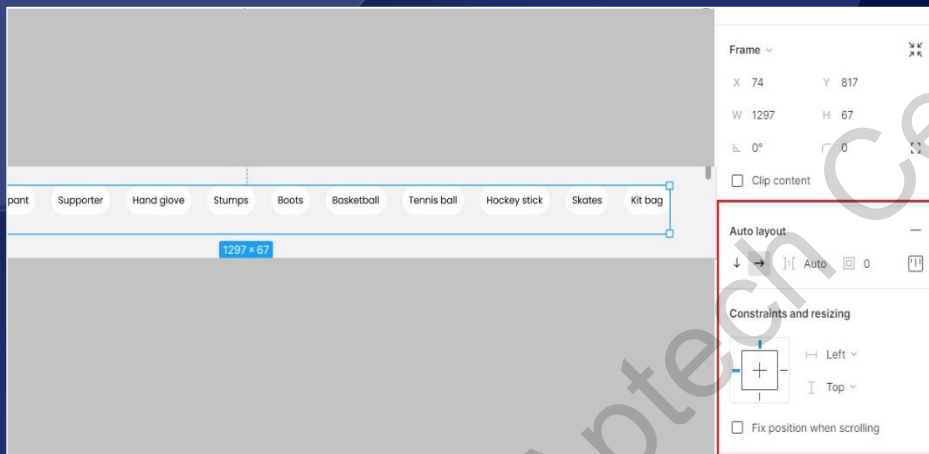 Frame
X 74 Y 817
W 1297 H 67
0° 0
Clip content
pant Supporter Hand glove Stumps Boots Basketball Tennis ball Hockey stick Skates Kit bag
1297 × 67
Auto layout
Auto 0
Constraints and resizing
Left
Top
Fix position when scrolling
Aptech Ce